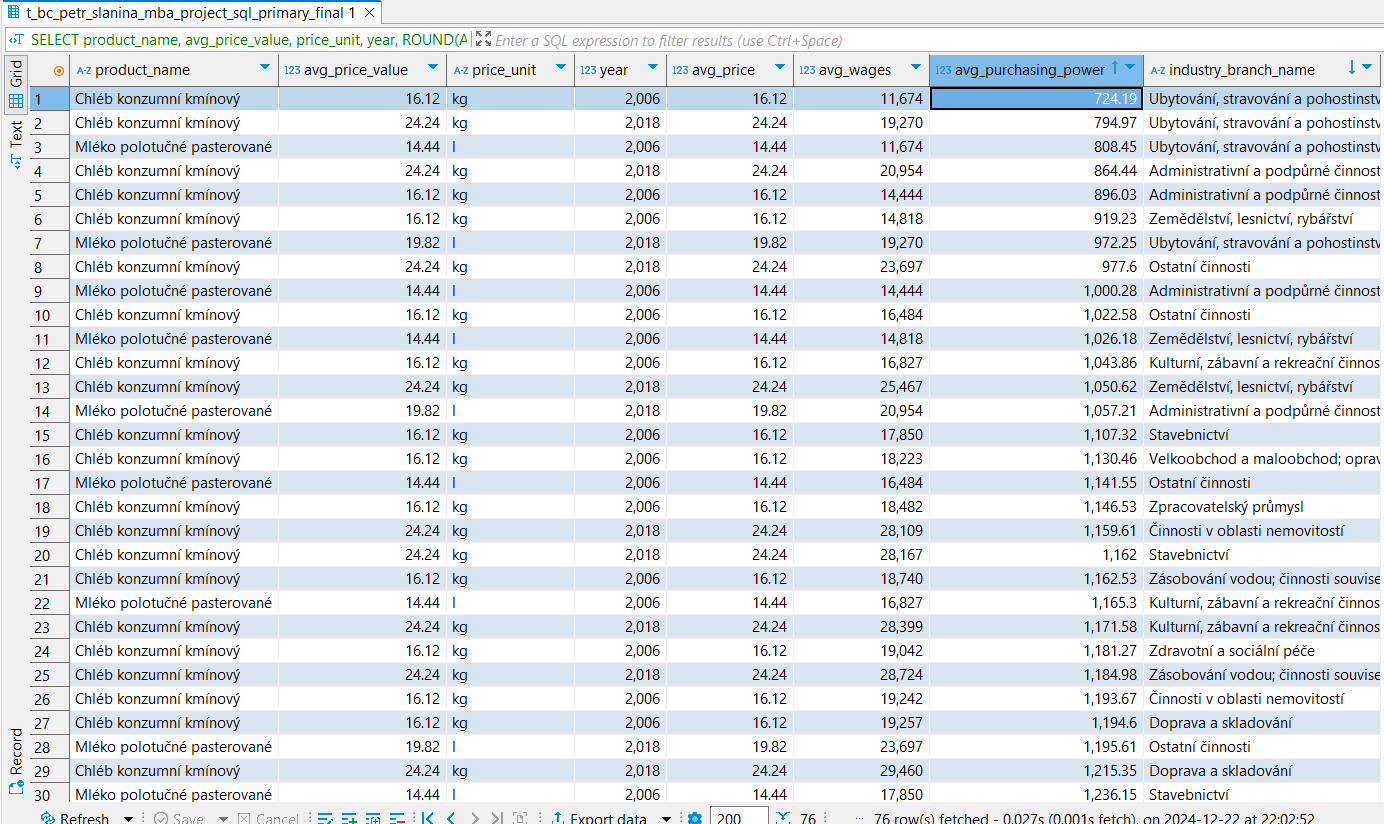 t_bc_petr_slanina_mba_project_sql_primary_final 1
SELECT product_name, avg_price_value, price_unit, year, ROUND(A Enter a SQL expression to filter results (use Ctrl+Space)
Grid
Text
Record
A-Z product_name 123 avg_price_value A-Z price_unit 123 year 123 avg_price 123 avg_wages 123 avg_purchasing_power A-Z industry_branch_name
1 Chléb konzumní kmínový 16.12 kg 2,006 16.12 11,674 724.19 Ubytování, stravování a pohostinstv
2 Chléb konzumní kmínový 24.24 kg 2,018 24.24 19,270 794.97 Ubytování, stravování a pohostinstv
3 Mléko polotučné pasterované 14.44 l 2,006 14.44 11,674 808.45 Ubytování, stravování a pohostinstv
4 Chléb konzumní kmínový 24.24 kg 2,018 24.24 20,954 864.44 Administrativní a podpůrné činnost
5 Chléb konzumní kmínový 16.12 kg 2,006 16.12 14,444 896.03 Administrativní a podpůrné činnost
6 Chléb konzumní kmínový 16.12 kg 2,006 16.12 14,818 919.23 Zemědělství, lesnictví, rybářství
7 Mléko polotučné pasterované 19.82 l 2,018 19.82 19,270 972.25 Ubytování, stravování a pohostinstv
8 Chléb konzumní kmínový 24.24 kg 2,018 24.24 23,697 977.6 Ostatní činnosti
9 Mléko polotučné pasterované 14.44 l 2,006 14.44 14,444 1,000.28 Administrativní a podpůrné činnost
10 Chléb konzumní kmínový 16.12 kg 2,006 16.12 16,484 1,022.58 Ostatní činnosti
11 Mléko polotučné pasterované 14.44 l 2,006 14.44 14,818 1,026.18 Zemědělství, lesnictví, rybářství
12 Chléb konzumní kmínový 16.12 kg 2,006 16.12 16,827 1,043.86 Kulturní, zábavní a rekreační činnos
13 Chléb konzumní kmínový 24.24 kg 2,018 24.24 25,467 1,050.62 Zemědělství, lesnictví, rybářství
14 Mléko polotučné pasterované 19.82 l 2,018 19.82 20,954 1,057.21 Administrativní a podpůrné činnost
15 Chléb konzumní kmínový 16.12 kg 2,006 16.12 17,850 1,107.32 Stavebnictví
16 Chléb konzumní kmínový 16.12 kg 2,006 16.12 18,223 1,130.46 Velkoobchod a maloobchod; oprav
17 Mléko polotučné pasterované 14.44 l 2,006 14.44 16,484 1,141.55 Ostatní činnosti
18 Chléb konzumní kmínový 16.12 kg 2,006 16.12 18,482 1,146.53 Zpracovatelský průmysl
19 Chléb konzumní kmínový 24.24 kg 2,018 24.24 28,109 1,159.61 Činnosti v oblasti nemovitostí
20 Chléb konzumní kmínový 24.24 kg 2,018 24.24 28,167 1,162 Stavebnictví
21 Chléb konzumní kmínový 16.12 kg 2,006 16.12 18,740 1,162.53 Zásobování vodou; činnosti souvise
22 Mléko polotučné pasterované 14.44 l 2,006 14.44 16,827 1,165.3 Kulturní, zábavní a rekreační činnos
23 Chléb konzumní kmínový 24.24 kg 2,018 24.24 28,399 1,171.58 Kulturní, zábavní a rekreační činnos
24 Chléb konzumní kmínový 16.12 kg 2,006 16.12 19,042 1,181.27 Zdravotní a sociální péče
25 Chléb konzumní kmínový 24.24 kg 2,018 24.24 28,724 1,184.98 Zásobování vodou; činnosti souvise
26 Chléb konzumní kmínový 16.12 kg 2,006 16.12 19,242 1,193.67 Činnosti v oblasti nemovitostí
27 Chléb konzumní kmínový 16.12 kg 2,006 16.12 19,257 1,194.6 Doprava a skladování
28 Mléko polotučné pasterované 19.82 l 2,018 19.82 23,697 1,195.61 Ostatní činnosti
29 Chléb konzumní kmínový 24.24 kg 2,018 24.24 29,460 1,215.35 Doprava a skladování
30 Mléko polotučné pasterované 14.44 l 2,006 14.44 17,850 1,236.15 Stavebnictví
Refresh Save Cancel Export data 200 76 76 row(s) fetched - 0.027s (0.001s fetch), on 2024-12-22 at 22:02:52